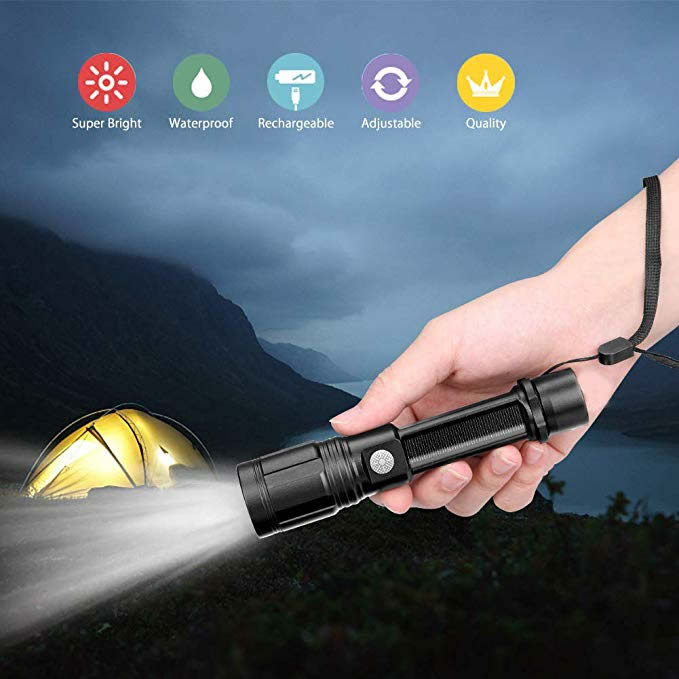 Super Bright
Waterproof
Rechargeable
Adjustable
Quality